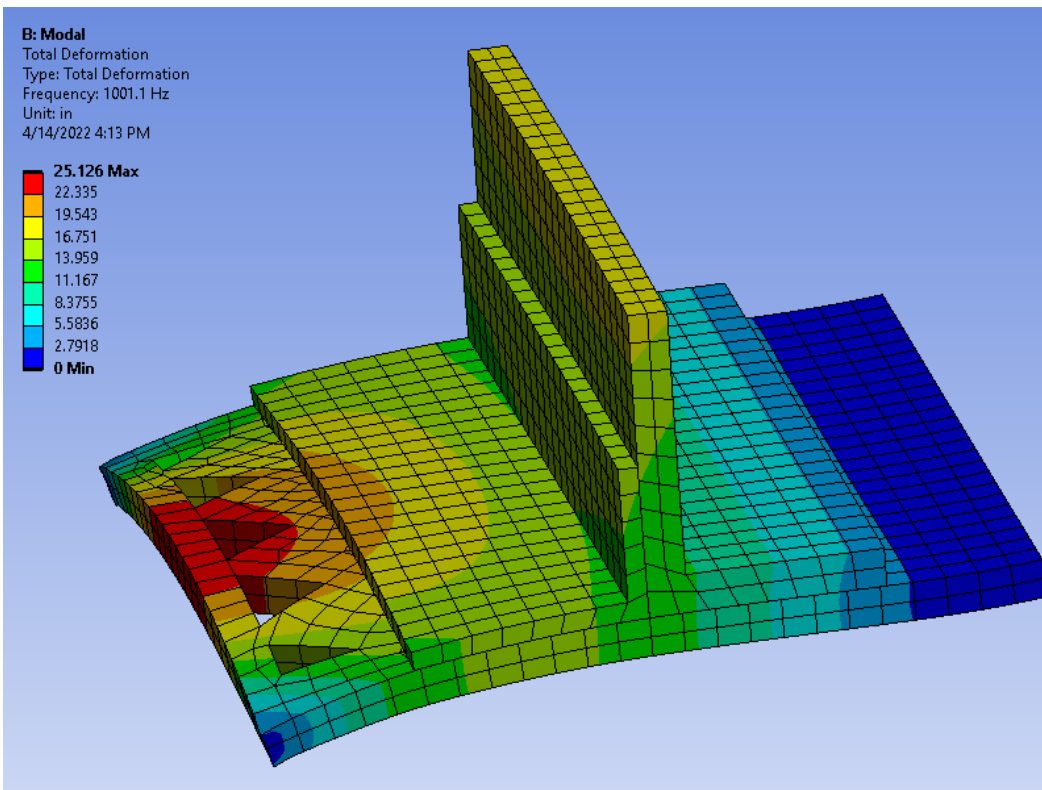 B: Modal
Total Deformation
Type: Total Deformation
Frequency: 1001.1 Hz
Unit: in
4/14/2022 4:13 PM
25.126 Max
22.335
19.543
16.751
13.959
11.167
8.3755
5.5836
2.7918
0 Min